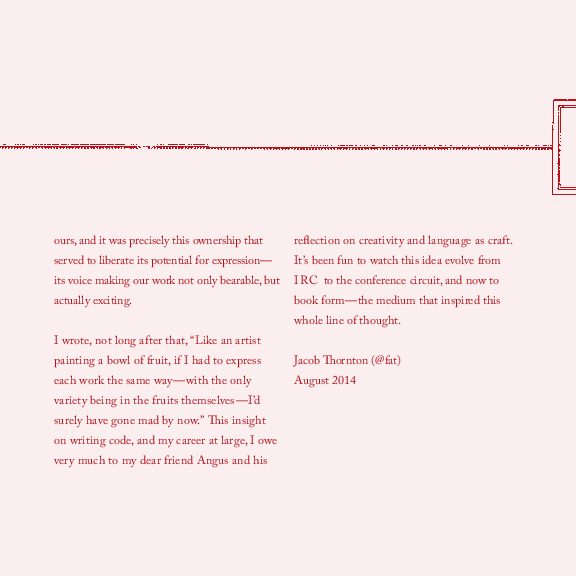 ours, and it was precisely this ownership that
served to liberate its potential for expression—
its voice making our work not only bearable, but
actually exciting.
I wrote, not long after that, “Like an artist
painting a bowl of fruit, if I had to express
each work the same way—with the only
variety being in the fruits themselves—I’d
surely have gone mad by now.” This insight
on writing code, and my career at large, I owe
very much to my dear friend Angus and his
reflection on creativity and language as craft.
It’s been fun to watch this idea evolve from
IRC to the conference circuit, and now to
book form—the medium that inspired this
whole line of thought.
Jacob Thornton (@fat)
August 2014